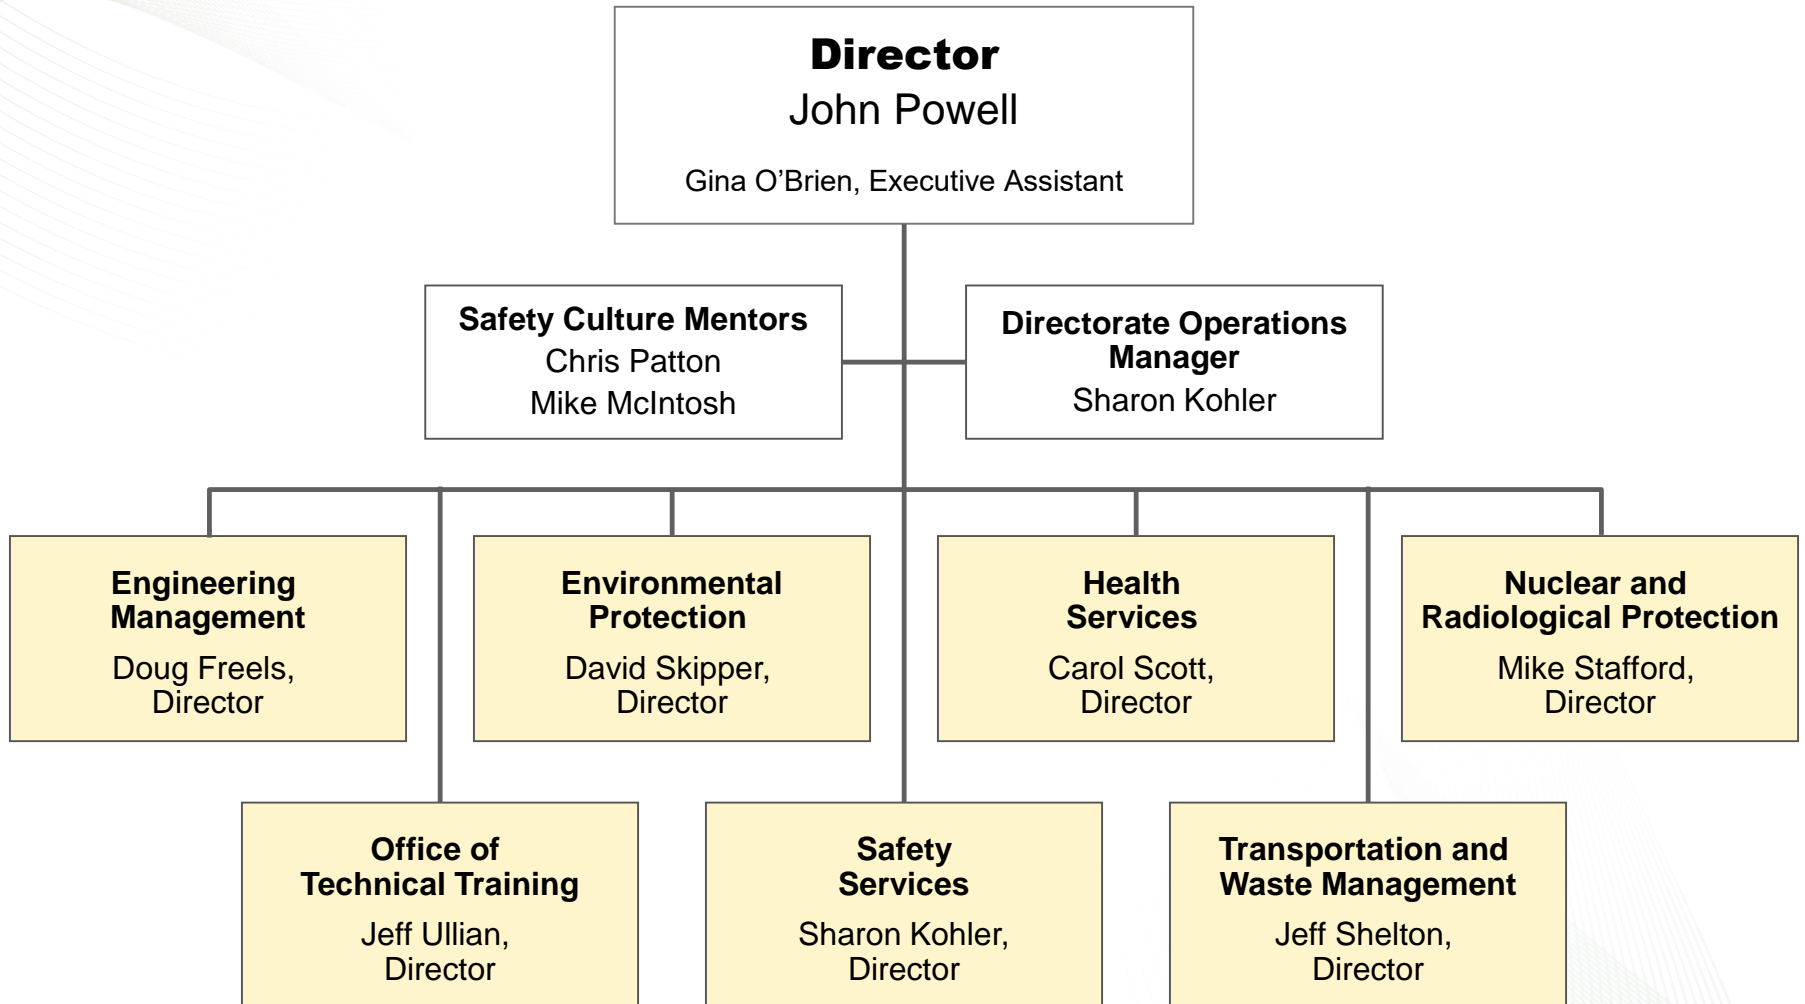 Director
John Powell
Gina O’Brien, Executive Assistant
Safety Culture Mentors
Chris Patton
Mike McIntosh
Directorate Operations
Manager
Sharon Kohler
Engineering
Management
Doug Freels,
Director
Environmental
Protection
David Skipper,
Director
Health
Services
Carol Scott,
Director
Nuclear and
Radiological Protection
Mike Stafford,
Director
Office of
Technical Training
Jeff Ullian,
Director
Safety
Services
Sharon Kohler,
Director
Transportation and
Waste Management
Jeff Shelton,
Director